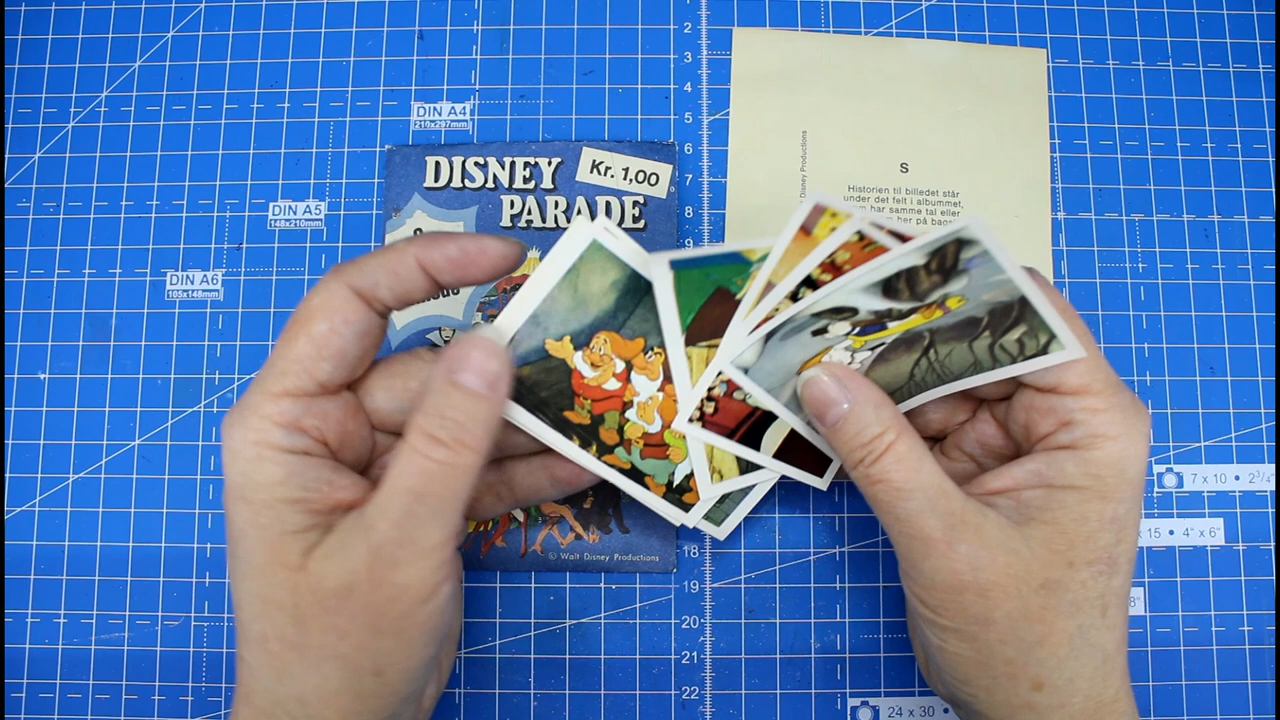 DIN A4
210x297mm
DIN A5
148x210mm
DIN A6
105x148mm
DISNEY
PARADE
Kr. 1,00
© Walt Disney Productions
Disney Productions
S
Historien til billedet står
under det felt i albummet,
har samme tal eller
her på
2
3
4
5
6
7
8
9
18
19
20
21
22
7 x 10 • 2¾"
x 15 • 4" x 6"
8"
24 x 30 •